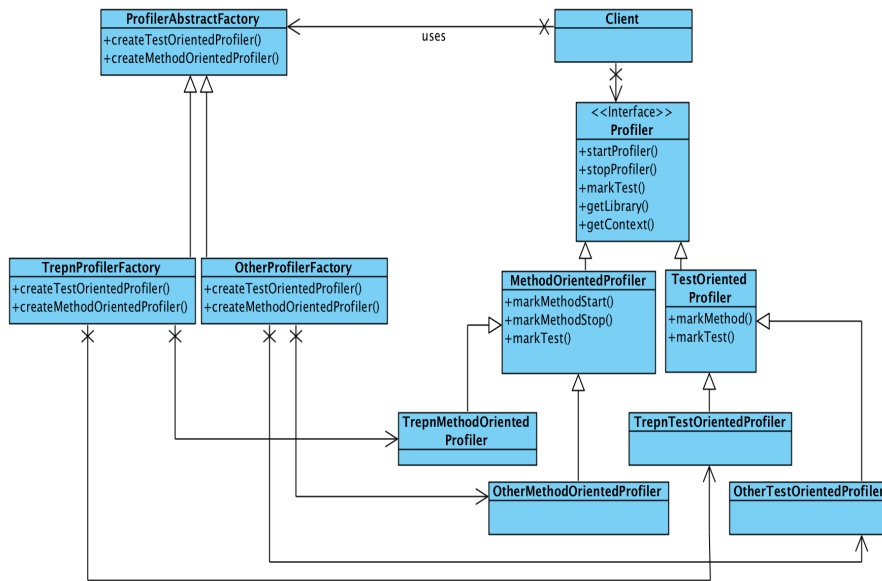 ProfilerAbstractFactory
+createTestOrientedProfiler()
+createMethodOrientedProfiler()
uses
Client
<<Interface>>
Profiler
+startProfiler()
+stopProfiler()
+markTest()
+getLibrary()
+getContext()
TrepnProfilerFactory
+createTestOrientedProfiler()
+createMethodOrientedProfiler()
OtherProfilerFactory
+createTestOrientedProfiler()
+createMethodOrientedProfiler()
MethodOrientedProfiler
+markMethodStart()
+markMethodStop()
+markTest()
TestOriented
Profiler
+markMethod()
+markTest()
TrepnMethodOriented
Profiler
TrepnTestOrientedProfiler
OtherMethodOrientedProfiler
OtherTestOrientedProfiler